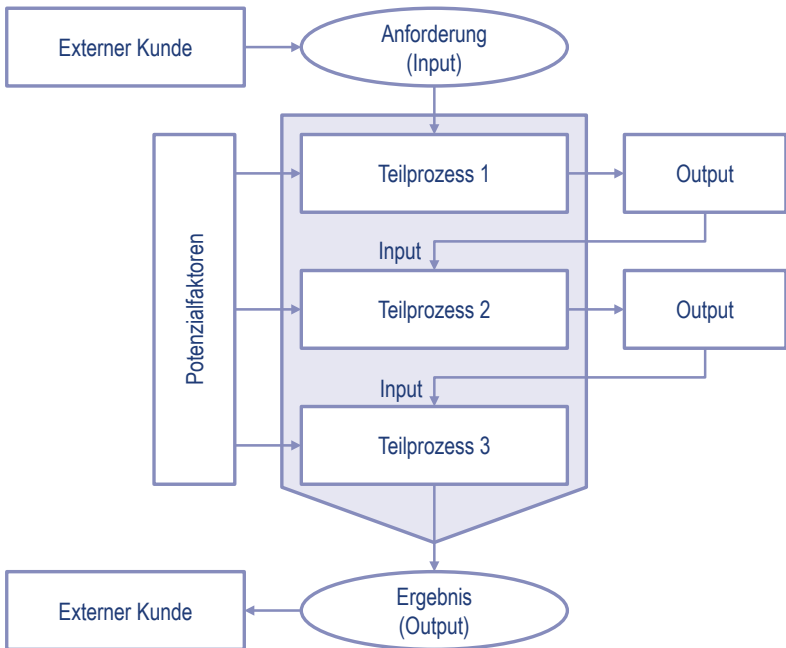 Externer Kunde
Anforderung
(Input)
Potenzialfaktoren
Teilprozess 1
Output
Input
Teilprozess 2
Output
Input
Teilprozess 3
Externer Kunde
Ergebnis
(Output)